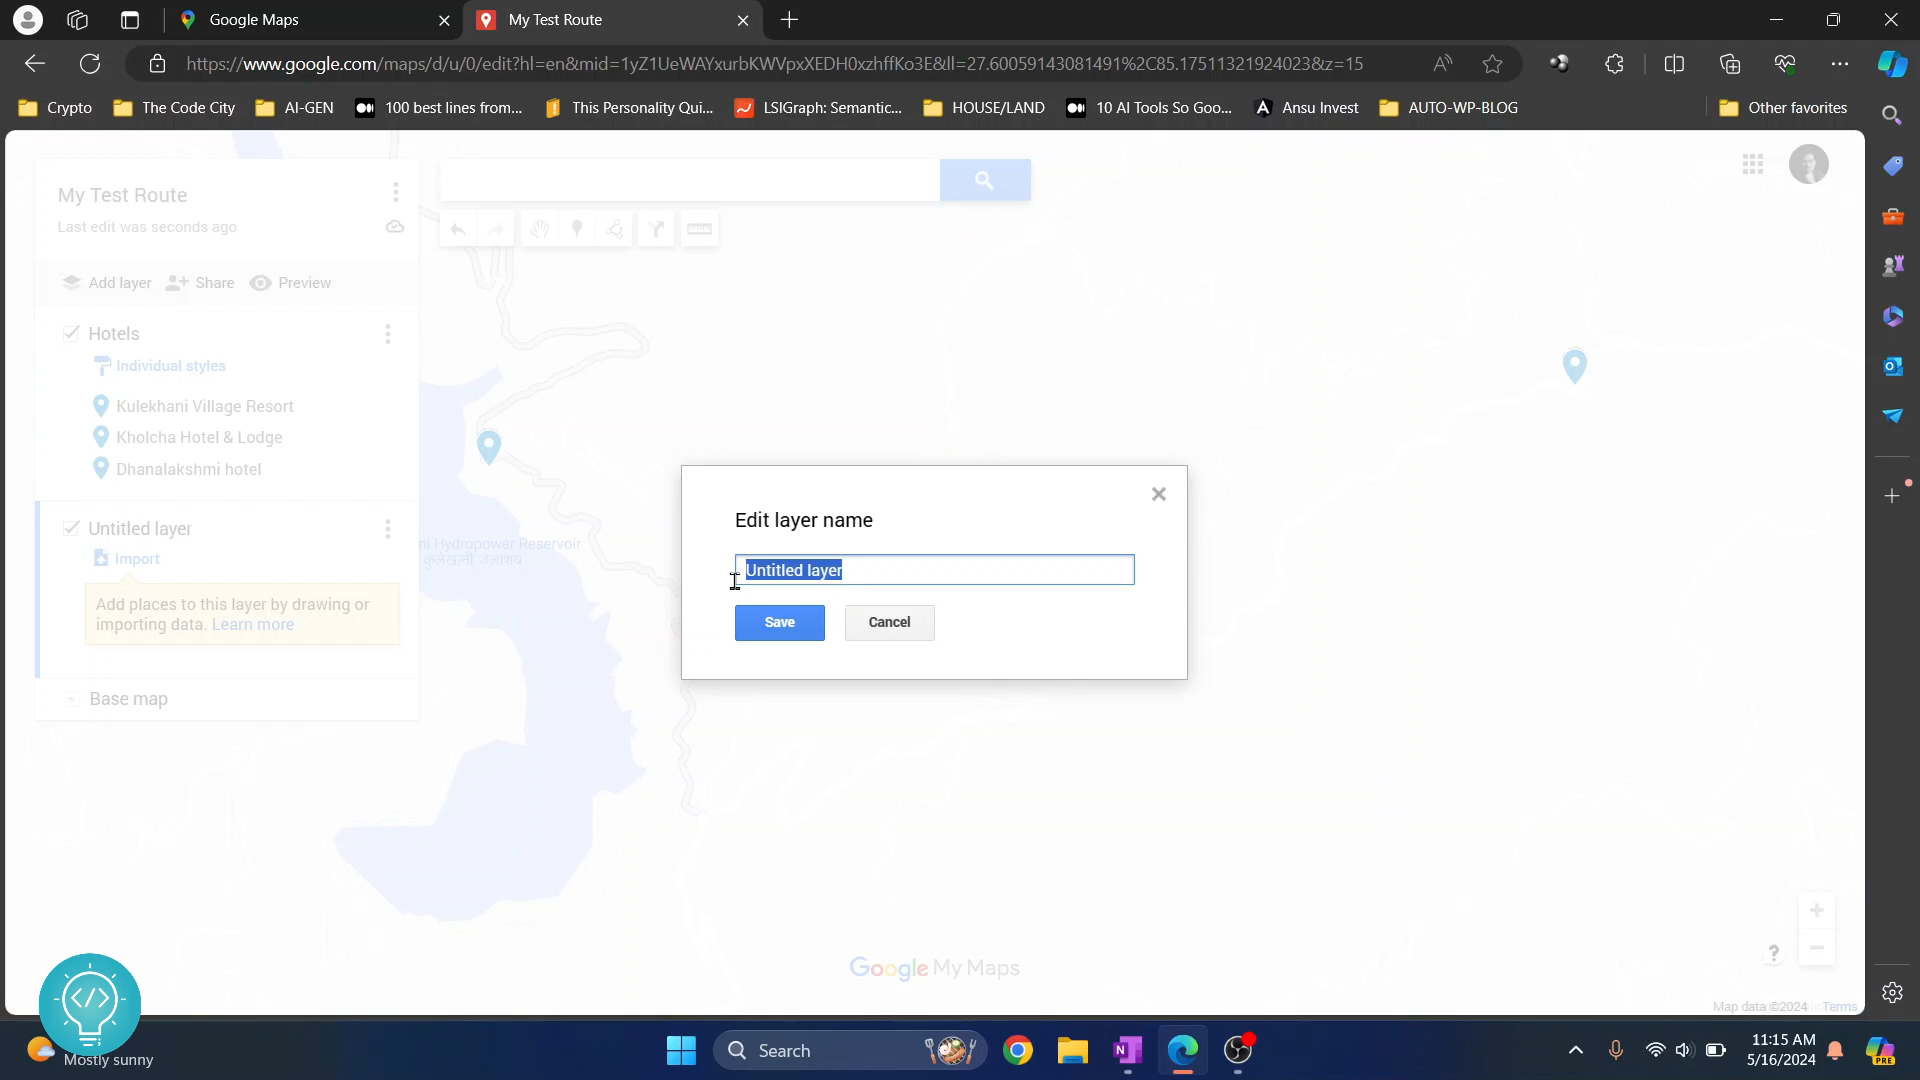 Google Maps
My Test Route
https://www.google.com/maps/d/u/0/edit?hl=en&mid=1yZ1UeWAYxurbKWVpxXEDH0xzhffKo3E&ll=27.60059143081491%2C85.17511321924023&z=15
Crypto
The Code City
AI-GEN
100 best lines from...
This Personality Qui...
LSIGraph: Semantic...
HOUSE/LAND
10 AI Tools So Goo...
Ansu Invest
AUTO-WP-BLOG
Other favorites
My Test Route
Last edit was seconds ago
Add layer
Share
Preview
Hotels
Individual styles
Kulekhani Village Resort
Kholcha Hotel & Lodge
Dhanalakshmi hotel
Untitled layer
Import
Add places to this layer by drawing or
importing data. Learn more
Base map
Hydropower Reservoir
कुलेखानी जलाशय
Edit layer name
Untitled layer
Save
Cancel
Google My Maps
Map data ©2024
Terms
Mostly sunny
Search
11:15 AM
5/16/2024
PRE